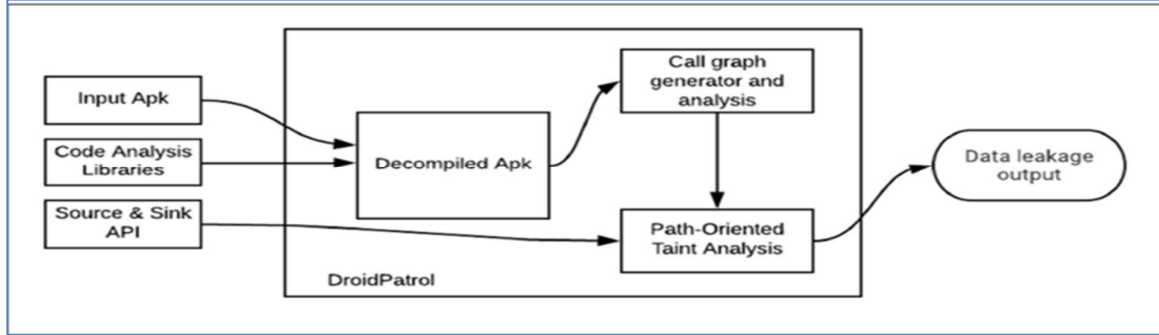 Input Apk
Code Analysis
Libraries
Source & Sink
API
Decompiled Apk
Call graph
generator and
analysis
Path-Oriented
Taint Analysis
DroidPatrol
Data leakage
output